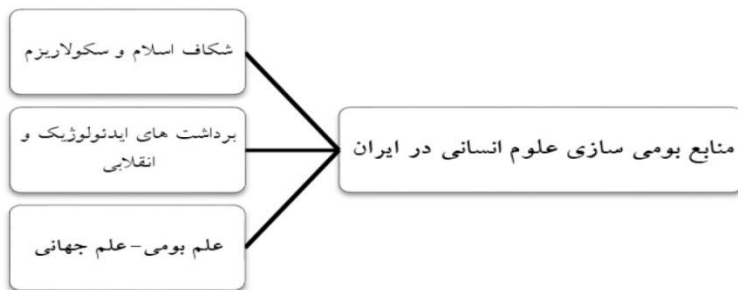 منابع بومی سازی علوم انسانی در ایران
شکاف اسلام و سکولاریزم
برداشت های ایدئولوژیک و
انقلابی
علم بومی– علم جهانی